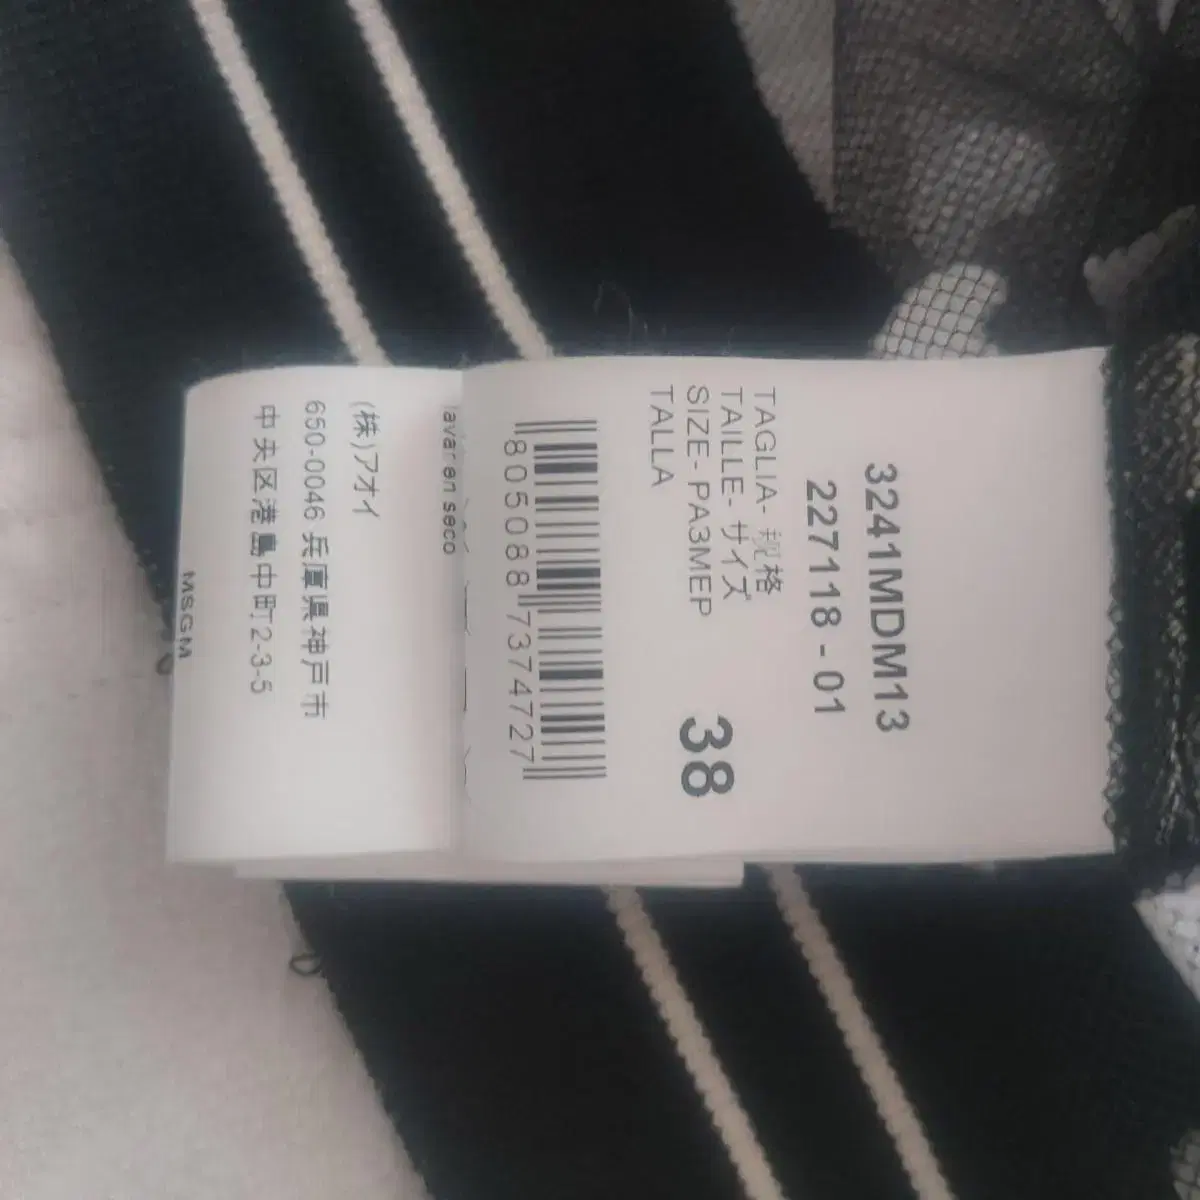 3241MDM13
227118 - 01
TAGLIA- 規格
TAILLE- サイズ
SIZE- PA3MEP
TALLA
38
8050887374727
lavar en seco
(株)アオイ
650-0046 兵庫県神戸市
中央区港島中町2-3-5
MSGM